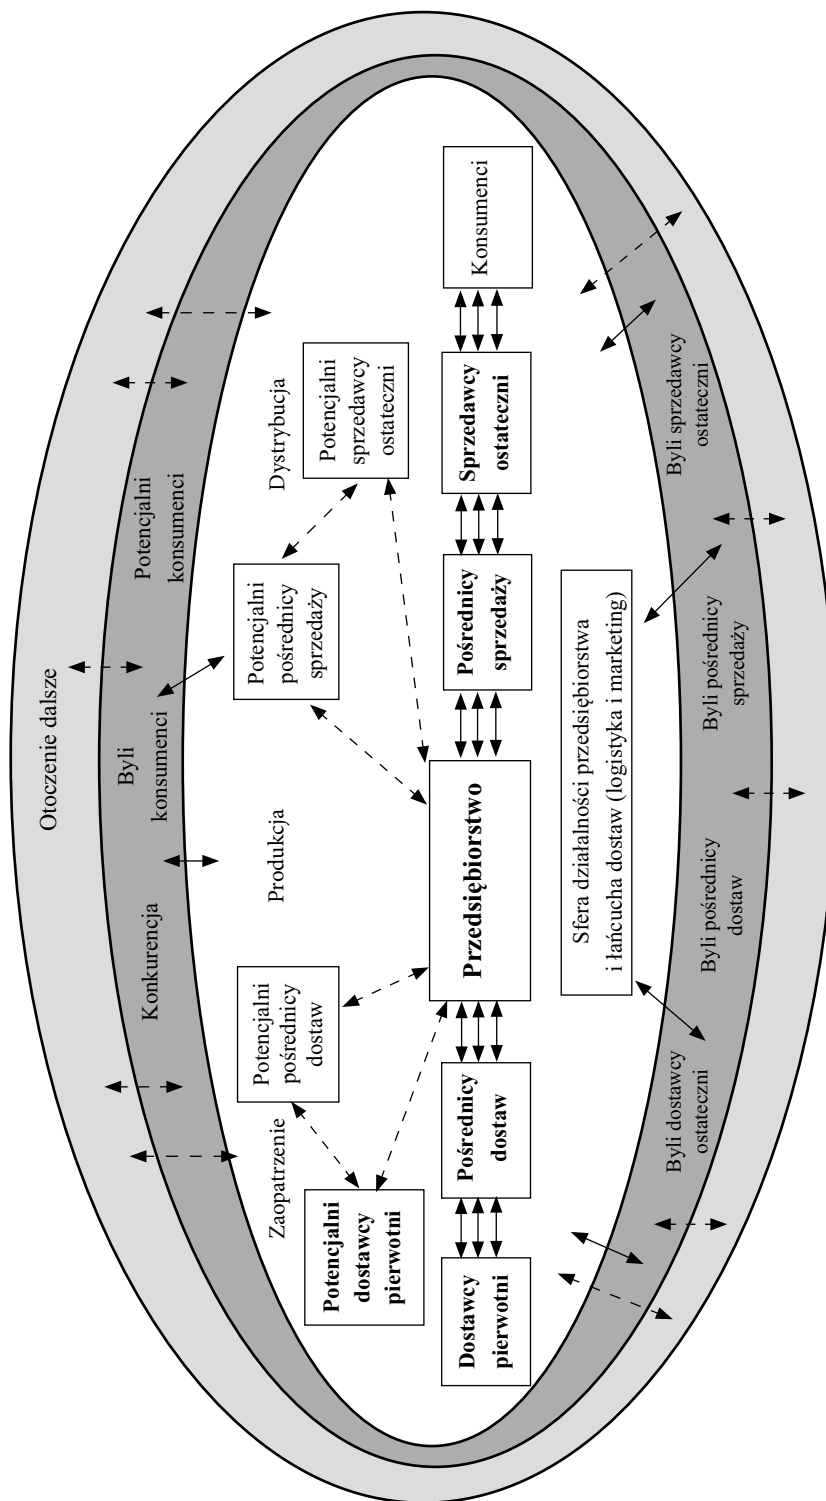 Otoczenie dalsze
Konkurencja
Byli
konsumenci
Potencjalni
konsumenci
Zaopatrzenie
Produkcja
Dystrybucja
Potencjalni
dostawcy
pierwotni
Potencjalni
pośrednicy
dostaw
Potencjalni
pośrednicy
sprzedaży
Potencjalni
sprzedawcy
ostateczni
Dostawcy
pierwotni
Pośrednicy
dostaw
Przedsiębiorstwo
Pośrednicy
sprzedaży
Sprzedawcy
ostateczni
Konsumenci
Sfera działalności przedsiębiorstwa
i łańcucha dostaw (logistyka i marketing)
Byli dostawcy
ostateczni
Byli pośrednicy
dostaw
Byli pośrednicy
sprzedaży
Byli sprzedawcy
ostateczni